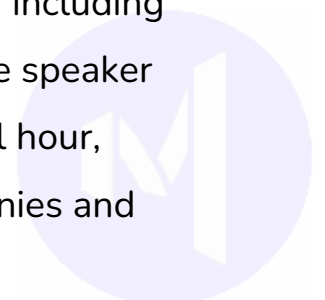 including
e speaker
l hour,
nies and